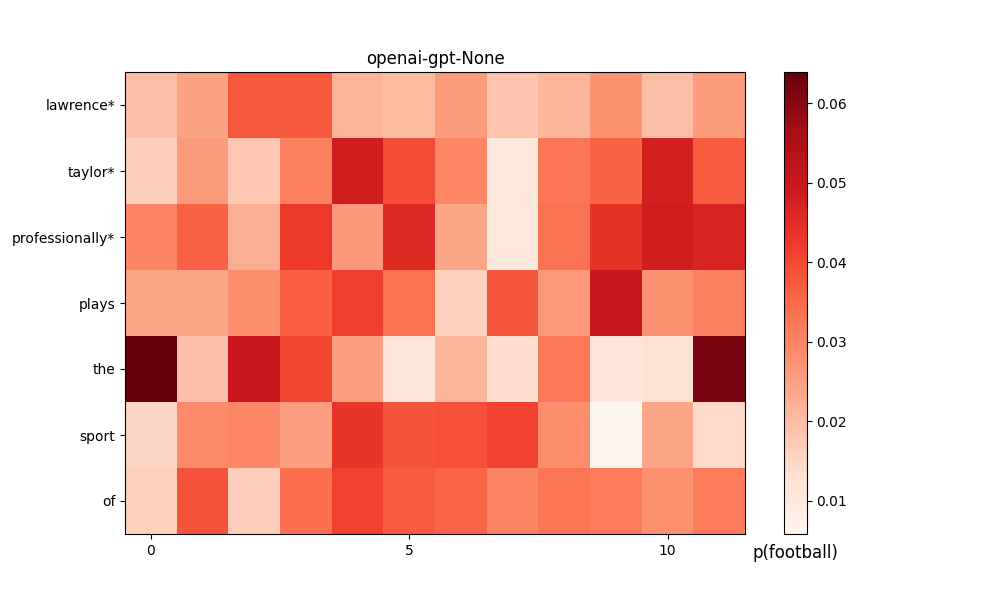 openai-gpt-None
lawrence*
taylor*
professionally*
plays
the
sport
of
0
5
10
0.06
0.05
0.04
0.03
0.02
0.01
p(football)